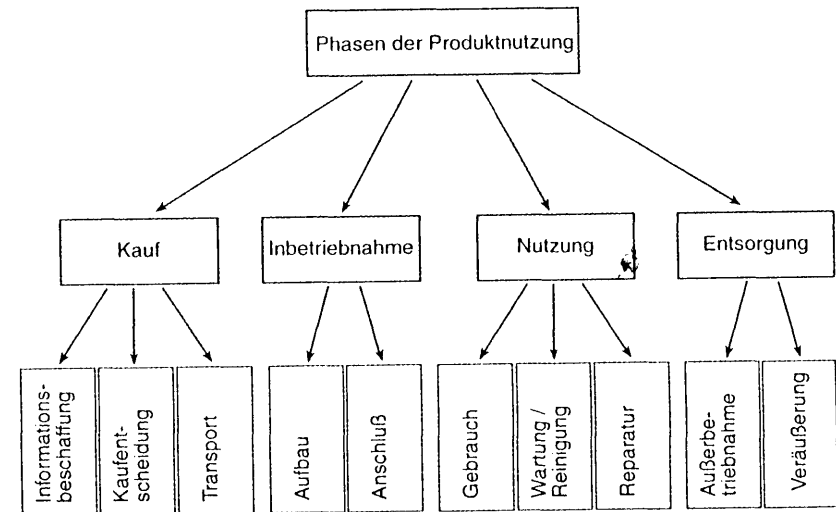 Phasen der Produktnutzung
Kauf
Inbetriebnahme
Nutzung
Entsorgung
Informations-
beschaffung
Kaufent-
scheidung
Transport
Aufbau
Anschluß
Gebrauch
Wartung /
Reinigung
Reparatur
Außerbe-
triebnahme
Veräußerung